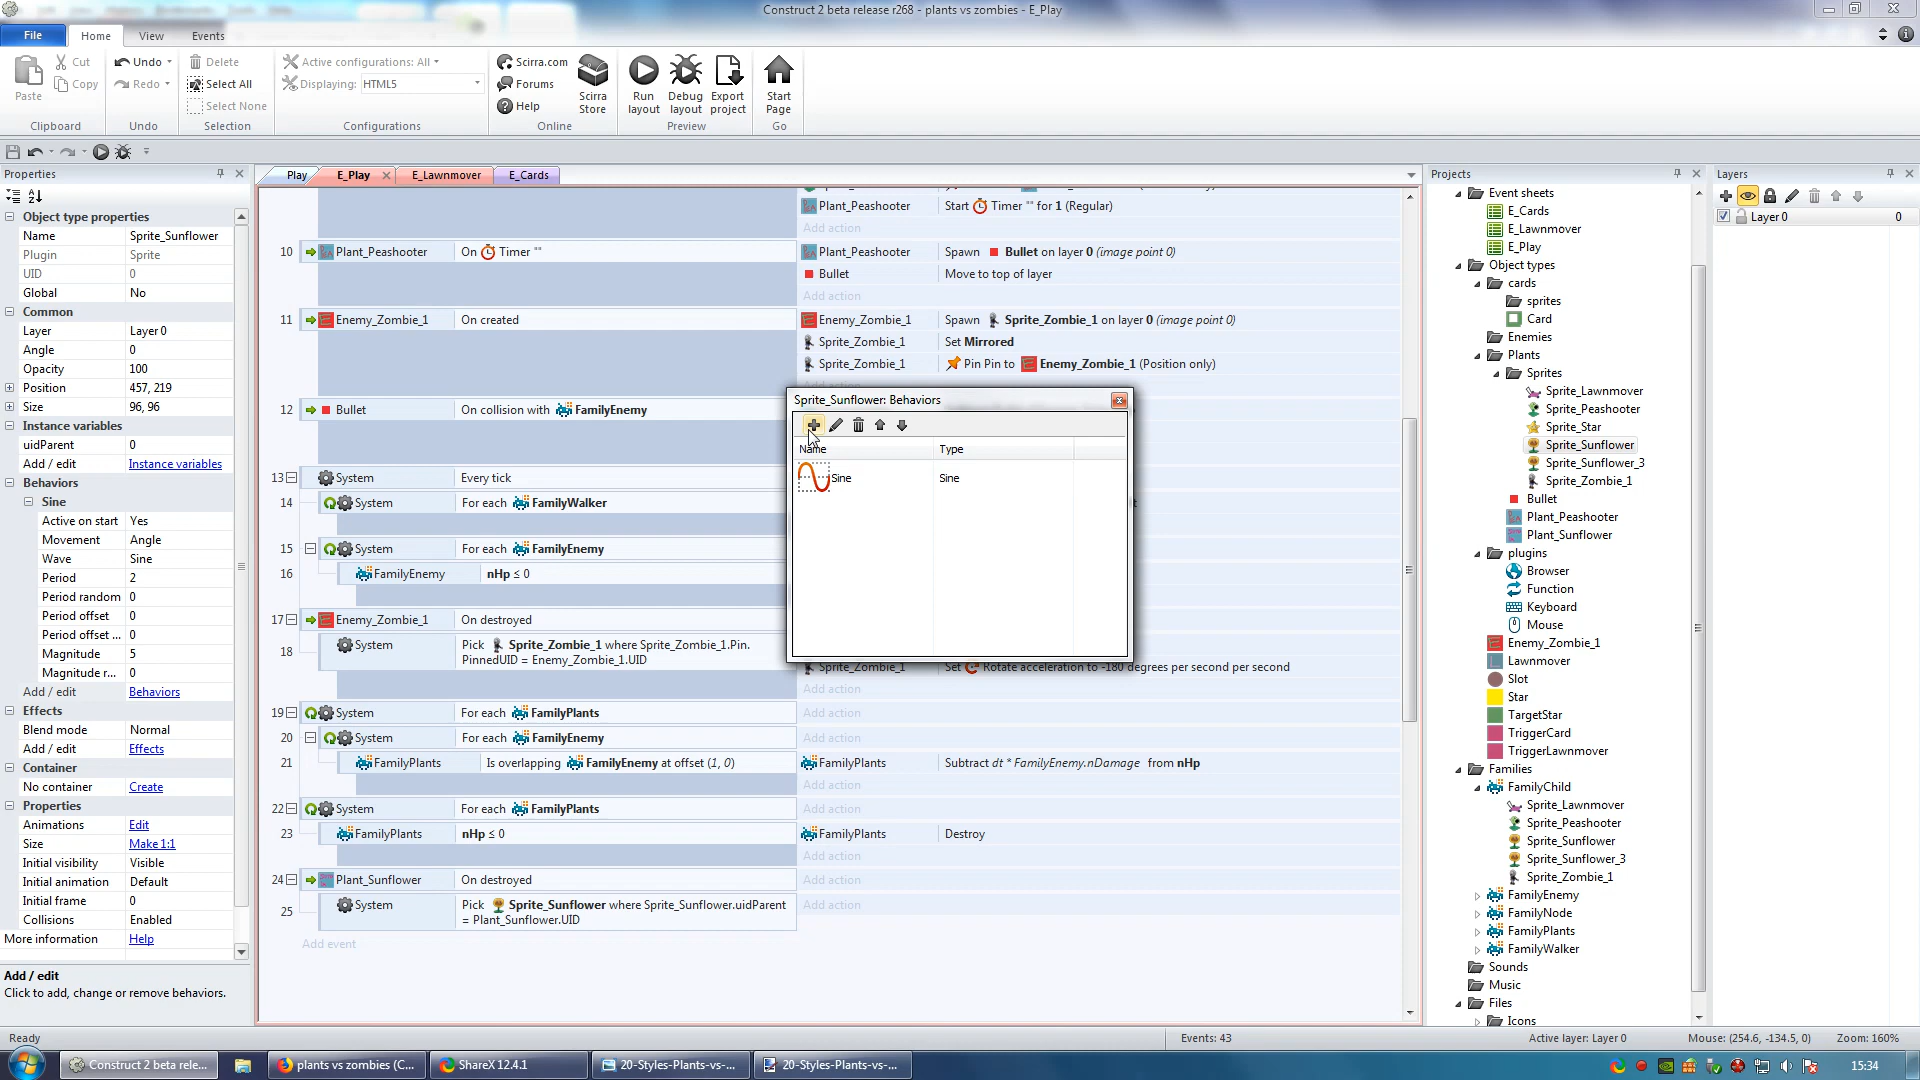 Construct 2 beta release r268 - plants vs zombies - E_Play
File
Home
View
Events
Paste
Cut
Copy
Clipboard
Undo
Redo
Undo
Delete
Select All
Select None
Selection
Active configurations: All
Displaying: HTML5
Configurations
Scirra.com
Forums
Help
Scirra Store
Online
Run layout
Debug layout
Export project
Preview
Start Page
Go
Properties
Object type properties
Name Sprite_Sunflower
Plugin Sprite
UID 0
Global No
Common
Layer Layer 0
Angle 0
Opacity 100
Position 457, 219
Size 96, 96
Instance variables
uidParent 0
Add / edit Instance variables
Behaviors
Sine
Active on start Yes
Movement Angle
Wave Sine
Period 2
Period random 0
Period offset 0
Period offset ... 0
Magnitude 5
Magnitude r... 0
Add / edit Behaviors
Effects
Blend mode Normal
Add / edit Effects
Container
No container Create
Properties
Animations Edit
Size Make 1:1
Initial visibility Visible
Initial animation Default
Initial frame 0
Collisions Enabled
More information Help
Add / edit
Click to add, change or remove behaviors.
Play
E_Play
E_Lawnmover
E_Cards
Plant_Peashooter Start Timer "" for 1 (Regular)
Add action
10 Plant_Peashooter On Timer "" Plant_Peashooter Spawn Bullet on layer 0 (image point 0)
Bullet Move to top of layer
Add action
11 Enemy_Zombie_1 On created Enemy_Zombie_1 Spawn Sprite_Zombie_1 on layer 0 (image point 0)
Sprite_Zombie_1 Set Mirrored
Sprite_Zombie_1 Pin Pin to Enemy_Zombie_1 (Position only)
12 Bullet On collision with FamilyEnemy
13 System Every tick
14 System For each FamilyWalker
15 System For each FamilyEnemy
16 FamilyEnemy nHp ≤ 0
17 Enemy_Zombie_1 On destroyed
18 System Pick Sprite_Zombie_1 where Sprite_Zombie_1.Pin.
PinnedUID = Enemy_Zombie_1.UID
Sprite_Zombie_1 Set Rotate acceleration to -180 degrees per second per second
Add action
19 System For each FamilyPlants Add action
20 System For each FamilyEnemy Add action
21 FamilyPlants Is overlapping FamilyEnemy at offset (1, 0) FamilyPlants Subtract dt * FamilyEnemy.nDamage from nHp
Add action
22 System For each FamilyPlants Add action
23 FamilyPlants nHp ≤ 0 FamilyPlants Destroy
Add action
24 Plant_Sunflower On destroyed Add action
25 System Pick Sprite_Sunflower where Sprite_Sunflower.uidParent Add action
= Plant_Sunflower.UID
Add event
Sprite_Sunflower: Behaviors
Name Type
Sine Sine
Projects
Event sheets
E_Cards
E_Lawnmover
E_Play
Object types
cards
sprites
Card
Enemies
Plants
Sprites
Sprite_Lawnmover
Sprite_Peashooter
Sprite_Star
Sprite_Sunflower
Sprite_Sunflower_3
Sprite_Zombie_1
Bullet
Plant_Peashooter
Plant_Sunflower
plugins
Browser
Function
Keyboard
Mouse
Enemy_Zombie_1
Lawnmover
Slot
Star
TargetStar
TriggerCard
TriggerLawnmover
Families
FamilyChild
Sprite_Lawnmover
Sprite_Peashooter
Sprite_Sunflower
Sprite_Sunflower_3
Sprite_Zombie_1
FamilyEnemy
FamilyNode
FamilyPlants
FamilyWalker
Sounds
Music
Files
Icons
Layers
Layer 0 0
Ready
Events: 43
Active layer: Layer 0
Mouse: (254.6, -134.5, 0)
Zoom: 160%
Construct 2 beta rele...
plants vs zombies (C...
ShareX 12.4.1
20-Styles-Plants-vs-...
20-Styles-Plants-vs-...
15:34